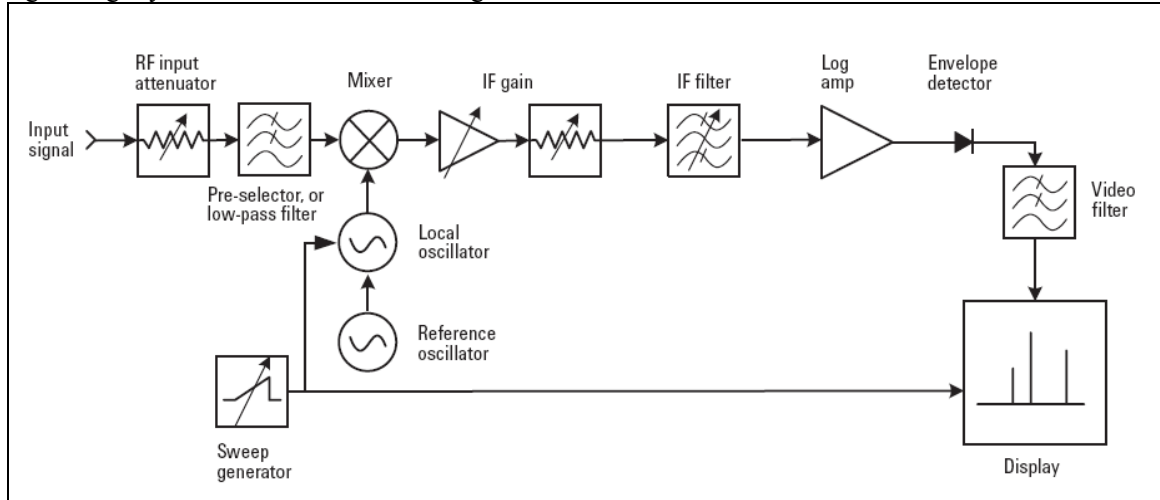 RF input
attenuator
Mixer
IF gain
IF filter
Log
amp
Envelope
detector
Input
signal
Pre-selector, or
low-pass filter
Video
filter
Local
oscillator
Reference
oscillator
Sweep
generator
Display